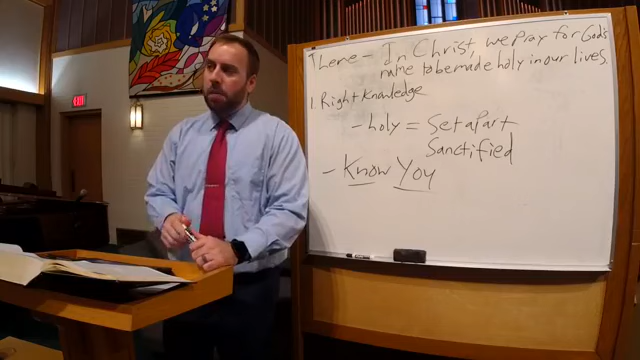 Theme - In Christ, we pray for God's
name to be made holy in our lives.
1. Right Knowledge
- holy = Set apart
Sanctified
- Know You
EXIT